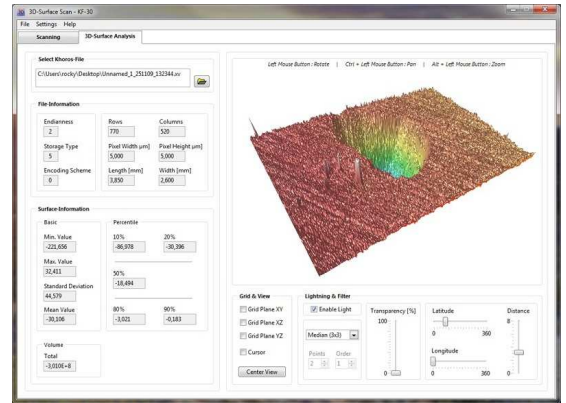 3D-Surface Scan - KF-30
File Settings Help
Scanning 3D-Surface Analysis
Select Khoros-File
C:\Users\rocky\Desktop\Unnamed_1_251109_132344.xv
Left Mouse Button : Rotate | Ctrl + Left Mouse Button : Pan | Alt + Left Mouse Button : Zoom
File-Information
Endianness Rows Columns
2 770 520
Storage Type Pixel Width µm] Pixel Height µm]
5 5,000 5,000
Encoding Scheme Length [mm] Width [mm]
0 3,850 2,600
Surface-Information
Basic Percentile
Min. Value 10% 20%
-221,656 -86,978 -30,396
Max. Value
32,411 50%
Standard Deviation -18,494
44,579
Mean Value 80% 90%
-30,106 -3,021 -0,183
Volume
Total
-3,010E+8
Grid & View
Grid Plane XY
Grid Plane XZ
Grid Plane YZ
Cursor
Center View
Lightning & Filter
Enable Light
Median (3x3)
Points Order
2 1
Transparency [%]
100
0
Latitude
0 360
Longitude
0 360
Distance
8
0